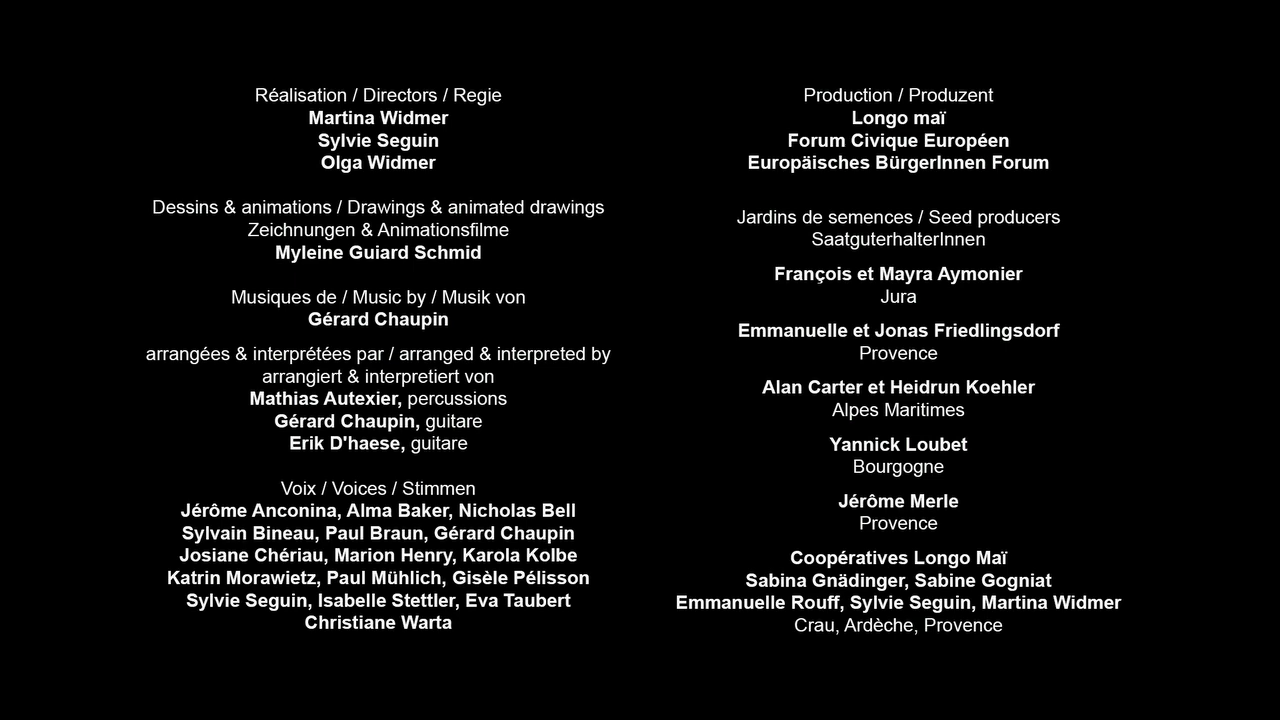 Réalisation / Directors / Regie
Martina Widmer
Sylvie Seguin
Olga Widmer
Dessins & animations / Drawings & animated drawings
Zeichnungen & Animationsfilme
Myleine Guiard Schmid
Musiques de / Music by / Musik von
Gérard Chaupin
arrangées & interprétées par / arranged & interpreted by
arrangiert & interpretiert von
Mathias Autexier, percussions
Gérard Chaupin, guitare
Erik D'haese, guitare
Voix / Voices / Stimmen
Jérôme Anconina, Alma Baker, Nicholas Bell
Sylvain Bineau, Paul Braun, Gérard Chaupin
Josiane Chériau, Marion Henry, Karola Kolbe
Katrin Morawietz, Paul Mühlich, Gisèle Pélisson
Sylvie Seguin, Isabelle Stettler, Eva Taubert
Christiane Warta
Production / Produzent
Longo maï
Forum Civique Européen
Europäisches BürgerInnen Forum
Jardins de semences / Seed producers
SaatguterhalterInnen
François et Mayra Aymonier
Jura
Emmanuelle et Jonas Friedlingsdorf
Provence
Alan Carter et Heidrun Koehler
Alpes Maritimes
Yannick Loubet
Bourgogne
Jérôme Merle
Provence
Coopératives Longo Maï
Sabina Gnädinger, Sabine Gogniat
Emmanuelle Rouff, Sylvie Seguin, Martina Widmer
Crau, Ardèche, Provence